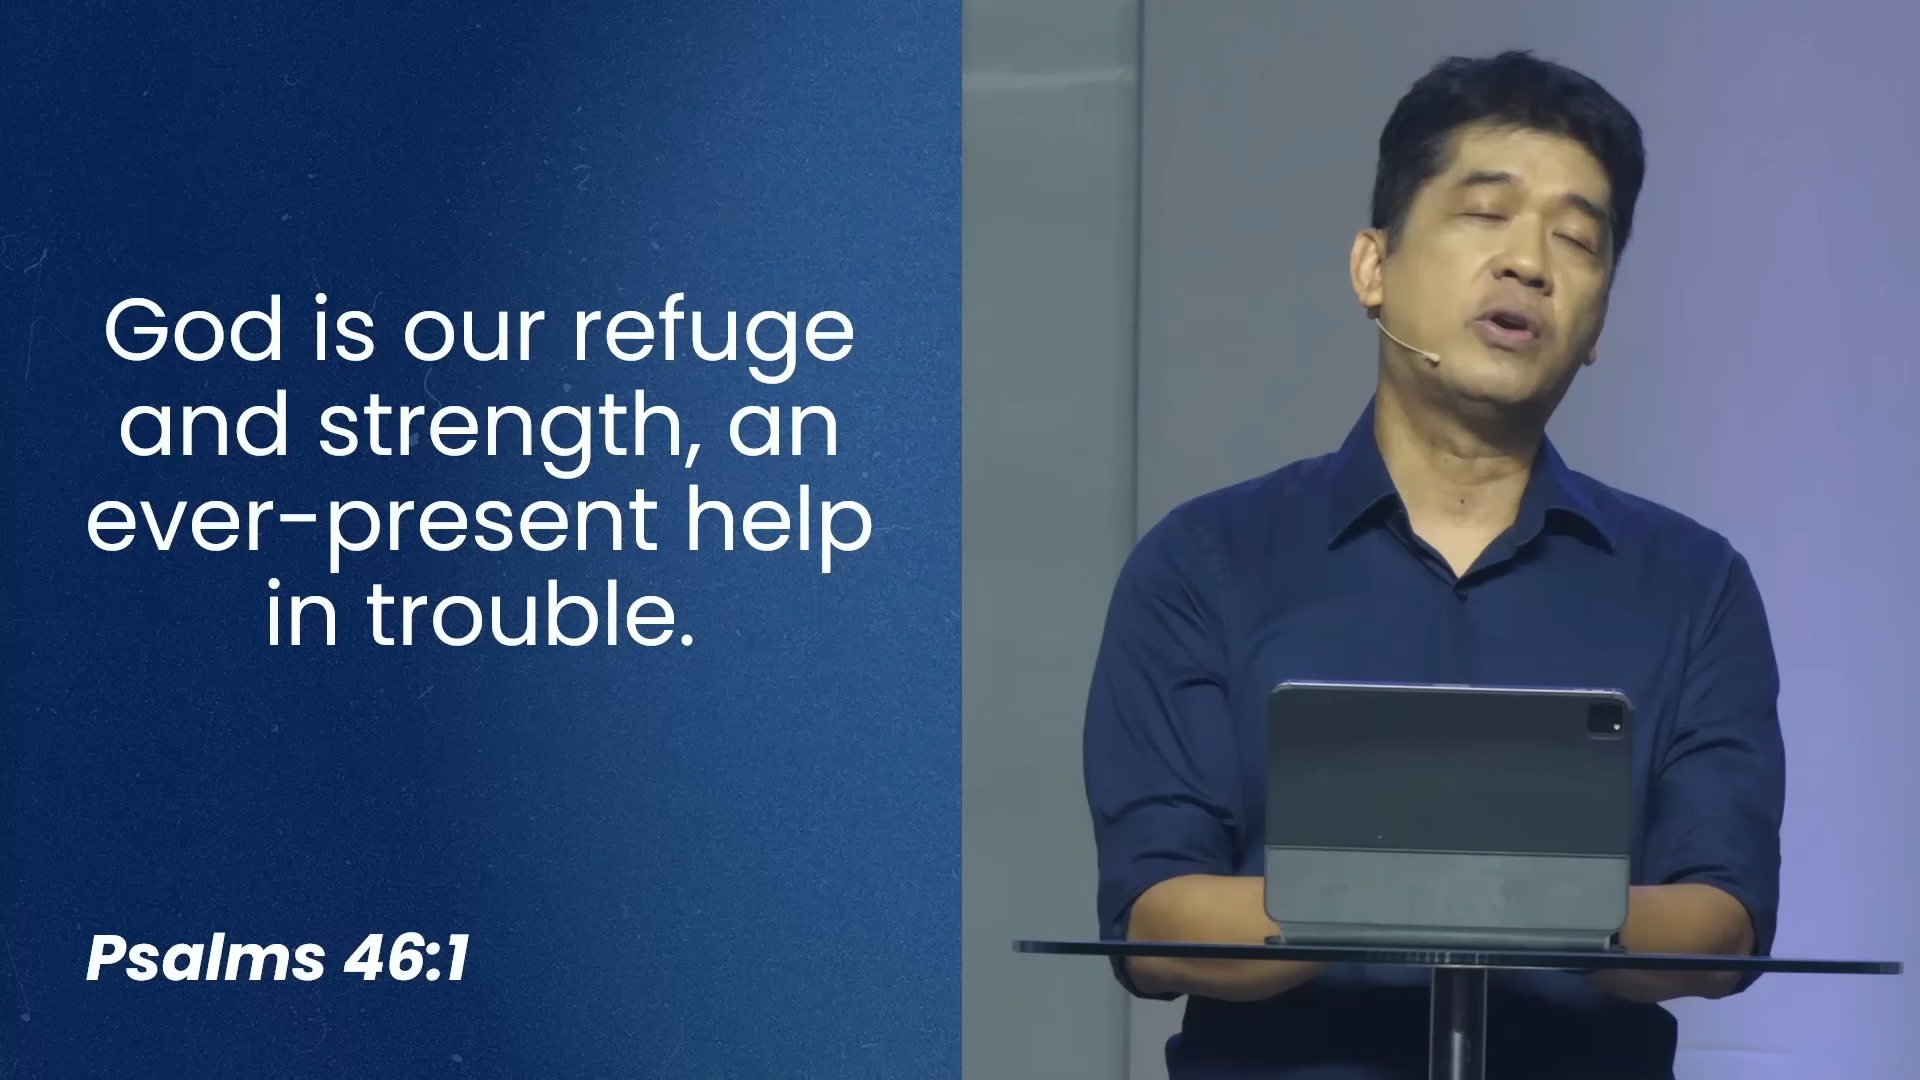 God is our refuge
and strength, an
ever-present help
in trouble.
Psalms 46:1